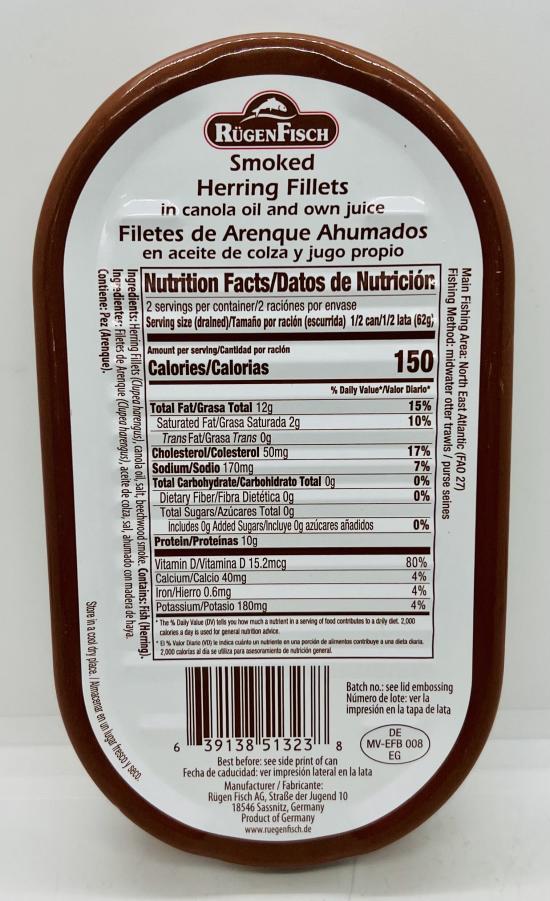 RÜGENFISCH
Smoked
Herring Fillets
in canola oil and own juice
Filetes de Arenque Ahumados
en aceite de colza y jugo propio
Nutrition Facts/Datos de Nutrición
2 servings per container/2 raciónes por envase
Serving size (drained)/Tamaño por ración (escurrida) 1/2 can/1/2 lata (62g)
Amount per serving/Cantidad por ración
Calories/Calorias 150
% Daily Value*/Valor Diario*
Total Fat/Grasa Total 12g 15%
Saturated Fat/Grasa Saturada 2g 10%
Trans Fat/Grasa Trans 0g
Cholesterol/Colesterol 50mg 17%
Sodium/Sodio 170mg 7%
Total Carbohydrate/Carbohidrato Total 0g 0%
Dietary Fiber/Fibra Dietética 0g 0%
Total Sugars/Azúcares Total 0g
Includes 0g Added Sugars/Incluye 0g azúcares añadidos 0%
Protein/Proteínas 10g
Vitamin D/Vitamina D 15.2mcg 80%
Calcium/Calcio 40mg 4%
Iron/Hierro 0.6mg 4%
Potassium/Potasio 180mg 4%
* The % Daily Value (DV) tells you how much a nutrient in a serving of food contributes to a daily diet. 2,000
calories a day is used for general nutrition advice.
* El % Valor Diario (VD) le indica cuánto un nutriente en una porción de alimentos contribuye a una dieta diaria.
2,000 calorías al día se utiliza para asesoramiento de nutrición general.
Main Fishing Area: North East Atlantic (FAO 27)
Fishing Method: midwater otter trawls / purse seines
Ingredients: Herring Fillets (Clupea harengus), canola oil, salt, beechwood smoke. Contains: Fish (Herring).
Ingredientes: Filetes de Arenque (Clupea harengus), aceite de colza, sal, ahumado con madera de haya.
Contiene: Pez (Arenque).
Store in a cool dry place. / Almacenar en un lugar fresco y seco.
6 39138 51323 8
Batch no.: see lid embossing
Número de lote: ver la
impresión en la tapa de lata
DE
MV-EFB 008
EG
Best before: see side print of can
Fecha de caducidad: ver impresión lateral en la lata
Manufacturer / Fabricante:
Rügen Fisch AG, Straße der Jugend 10
18546 Sassnitz, Germany
Product of Germany
www.ruegenfisch.de